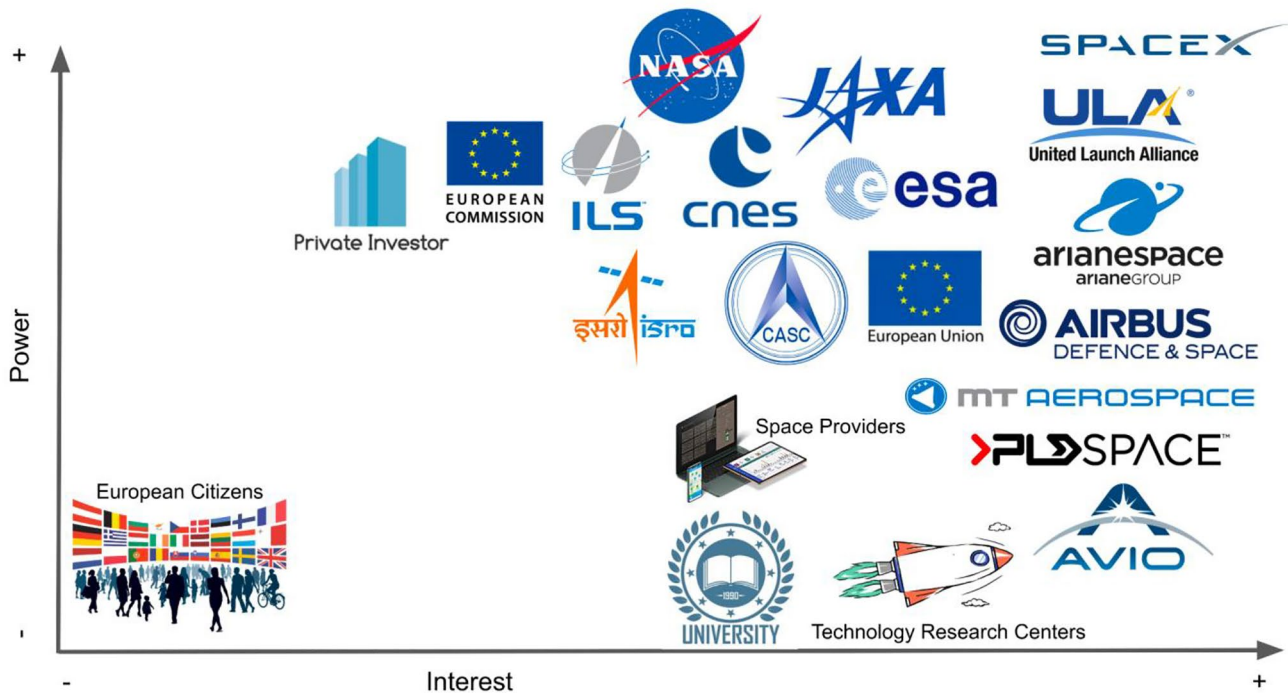 +
NASA
SPACEX
JAXA
ULA®
United Launch Alliance
Private Investor
EUROPEAN
COMMISSION
ILS
cnes
esa
arianespace
arianeGROUP
इसरो isro
CASC
European Union
AIRBUS
DEFENCE & SPACE
Power
MT AEROSPACE
Space Providers
PLD SPACE™
European Citizens
AVIO
1990
UNIVERSITY
Technology Research Centers
-
-
Interest
+